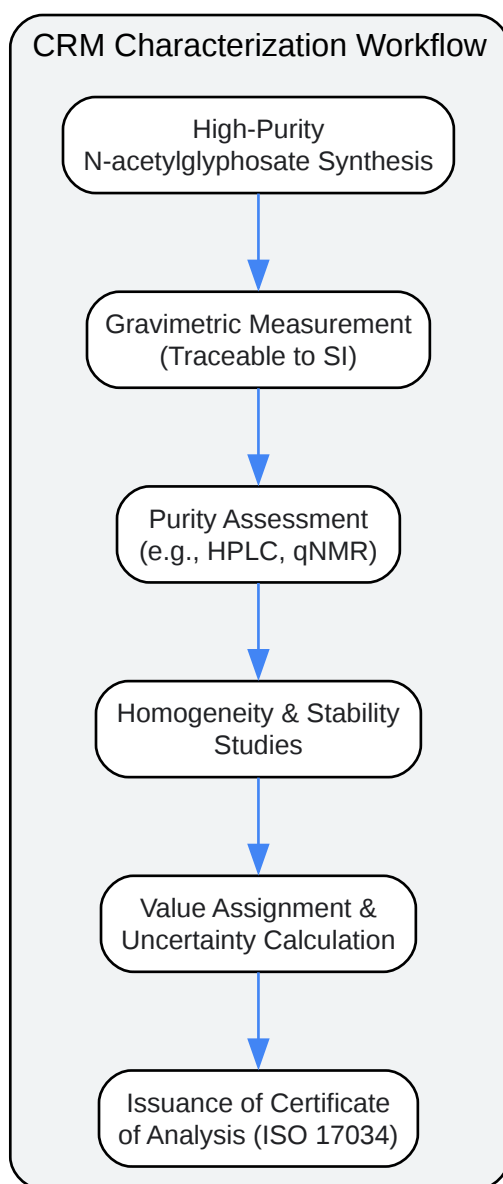 CRM Characterization Workflow
High-Purity
N-acetylglyphosate Synthesis
Gravimetric Measurement
(Traceable to SI)
Purity Assessment
(e.g., HPLC, qNMR)
Homogeneity & Stability
Studies
Value Assignment &
Uncertainty Calculation
Issuance of Certificate
of Analysis (ISO 17034)